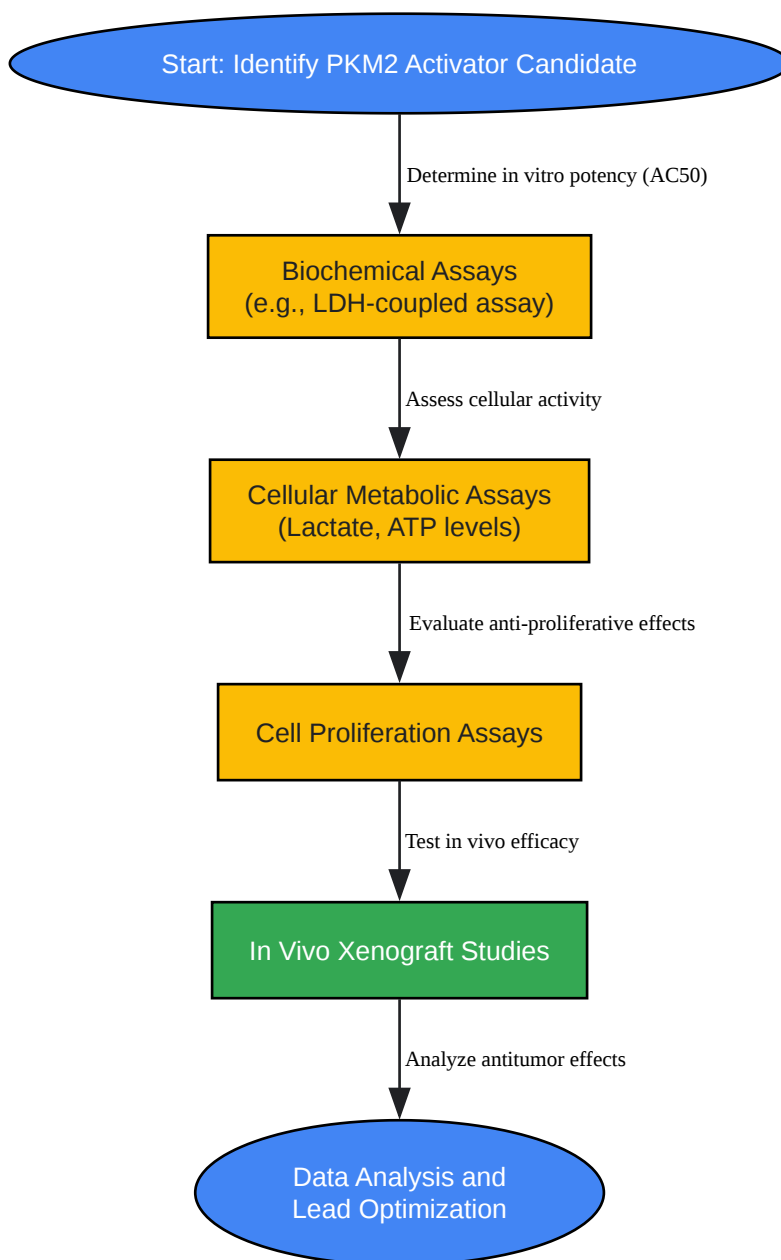 Start: Identify PKM2 Activator Candidate
Determine in vitro potency (AC50)
Biochemical Assays
(e.g., LDH-coupled assay)
Assess cellular activity
Cellular Metabolic Assays
(Lactate, ATP levels)
Evaluate anti-proliferative effects
Cell Proliferation Assays
Test in vivo efficacy
In Vivo Xenograft Studies
Analyze antitumor effects
Data Analysis and
Lead Optimization